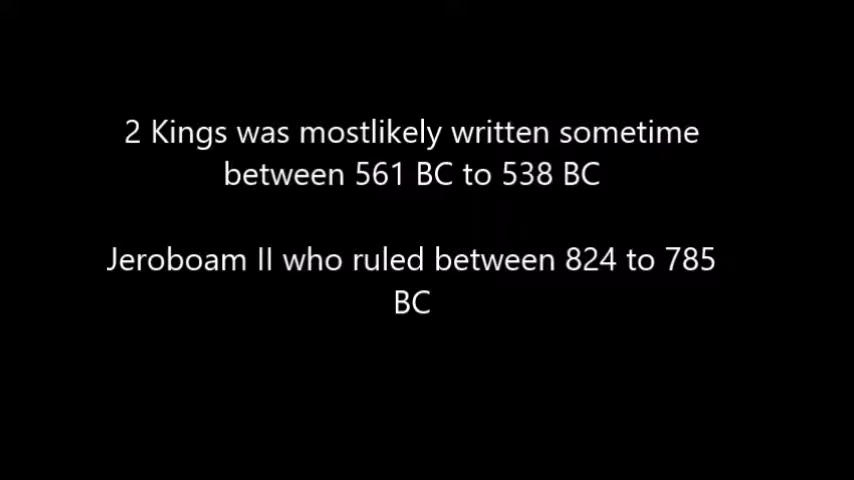 2 Kings was mostlikely written sometime
between 561 BC to 538 BC
Jeroboam II who ruled between 824 to 785
BC